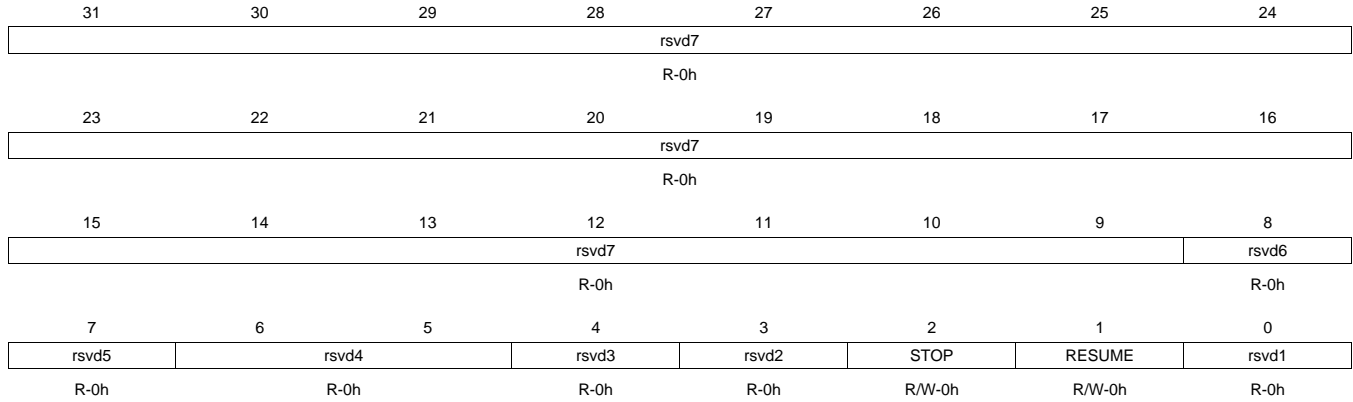 31 30 29 28 27 26 25 24
rsvd7
R-0h
23 22 21 20 19 18 17 16
rsvd7
R-0h
15 14 13 12 11 10 9 8
rsvd7 rsvd6
R-0h R-0h
7 6 5 4 3 2 1 0
rsvd5 rsvd4 rsvd3 rsvd2 STOP RESUME rsvd1
R-0h R-0h R-0h R-0h R/W-0h R/W-0h R-0h